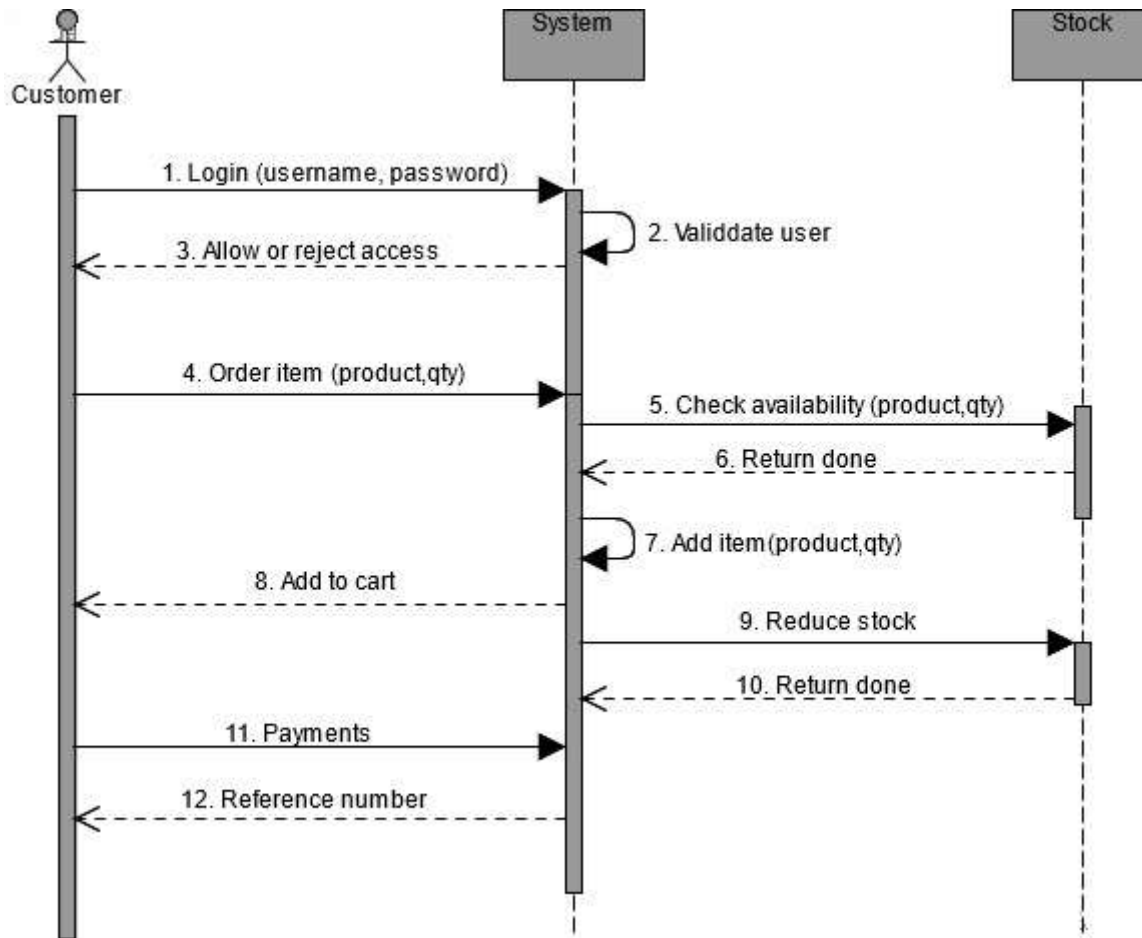 System
Stock
Customer
1. Login (username, password)
2. Validdate user
3. Allow or reject access
4. Order item (product,qty)
5. Check availability (product,qty)
6. Return done
7. Add item(product,qty)
8. Add to cart
9. Reduce stock
10. Return done
11. Payments
12. Reference number